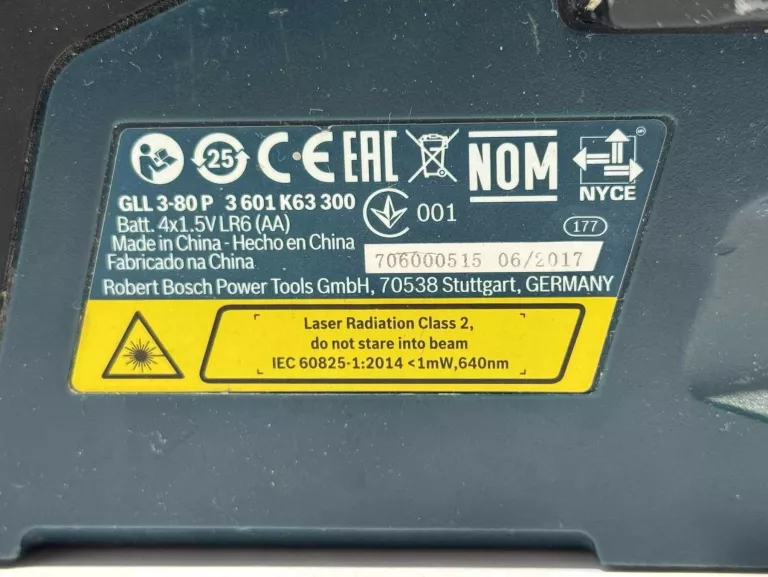 25 CE EAC NOM
NYCE
GLL 3-80 P 3 601 K63 300
001
Batt. 4x1.5V LR6 (AA)
177
Made in China - Hecho en China
Fabricado na China
706000515 06/2017
Robert Bosch Power Tools GmbH, 70538 Stuttgart, GERMANY
Laser Radiation Class 2,
do not stare into beam
IEC 60825-1:2014 <1mW,640nm